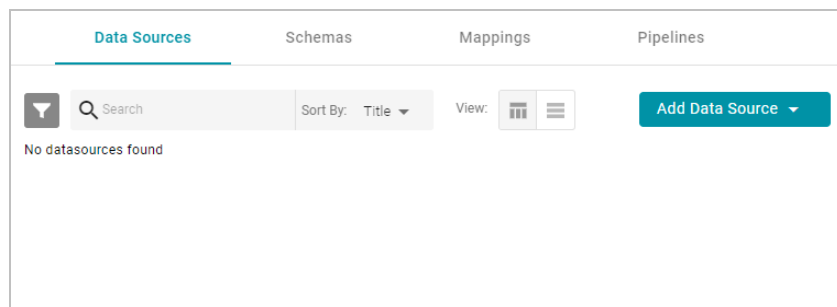 Data Sources Schemas Mappings Pipelines
Search Sort By: Title View: Add Data Source
No datasources found